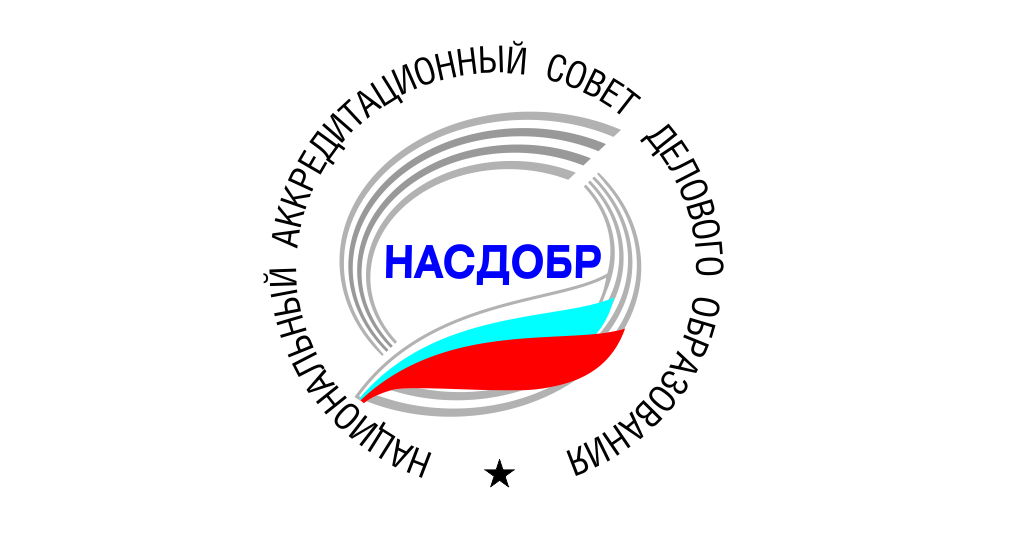 НАЦИОНАЛЬНЫЙ АККРЕДИТАЦИОННЫЙ СОВЕТ ДЕЛОВОГО ОБРАЗОВАНИЯ
НАСДОБР